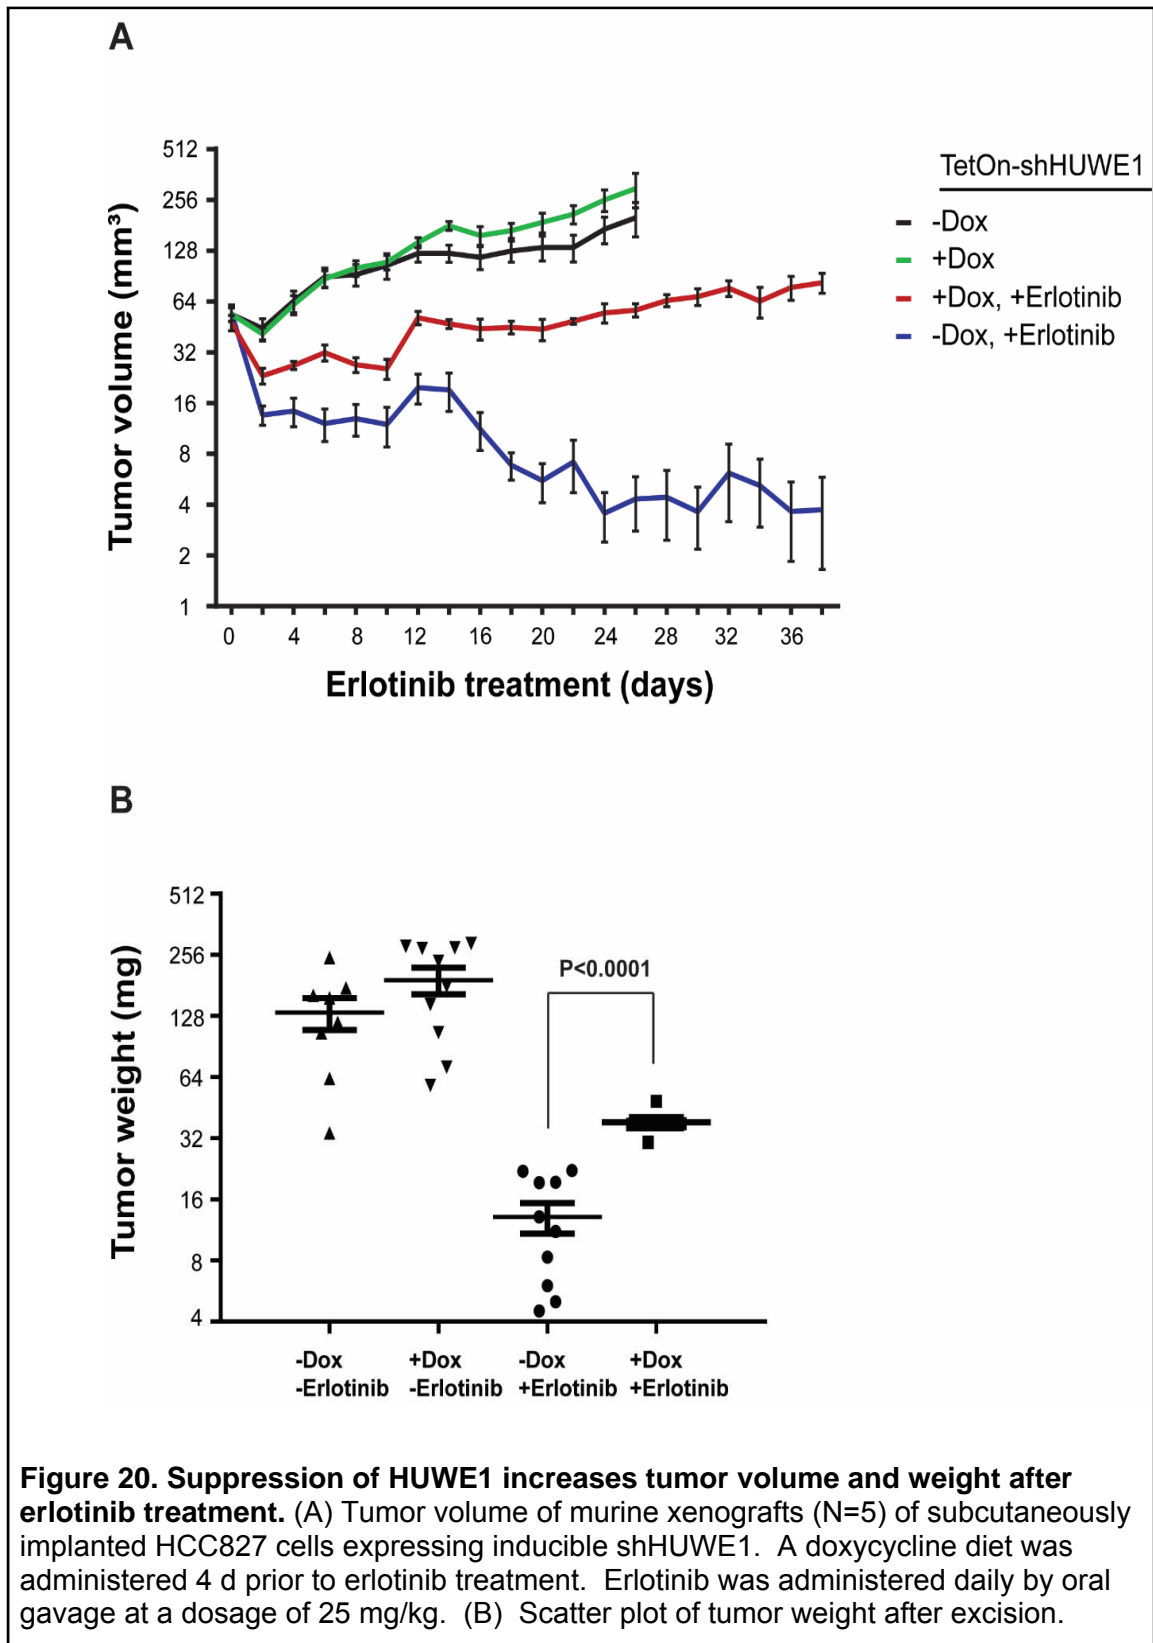 A
512
256
128
64
32
16
8
4
2
1
Tumor volume (mm³)
0 4 8 12 16 20 24 28 32 36
Erlotinib treatment (days)
TetOn-shHUWE1
-Dox
+Dox
+Dox, +Erlotinib
-Dox, +Erlotinib
B
512
256
128
64
32
16
8
4
Tumor weight (mg)
P<0.0001
-Dox +Dox -Dox +Dox
-Erlotinib -Erlotinib +Erlotinib +Erlotinib
Figure 20. Suppression of HUWE1 increases tumor volume and weight after
erlotinib treatment. (A) Tumor volume of murine xenografts (N=5) of subcutaneously
implanted HCC827 cells expressing inducible shHUWE1. A doxycycline diet was
administered 4 d prior to erlotinib treatment. Erlotinib was administered daily by oral
gavage at a dosage of 25 mg/kg. (B) Scatter plot of tumor weight after excision.